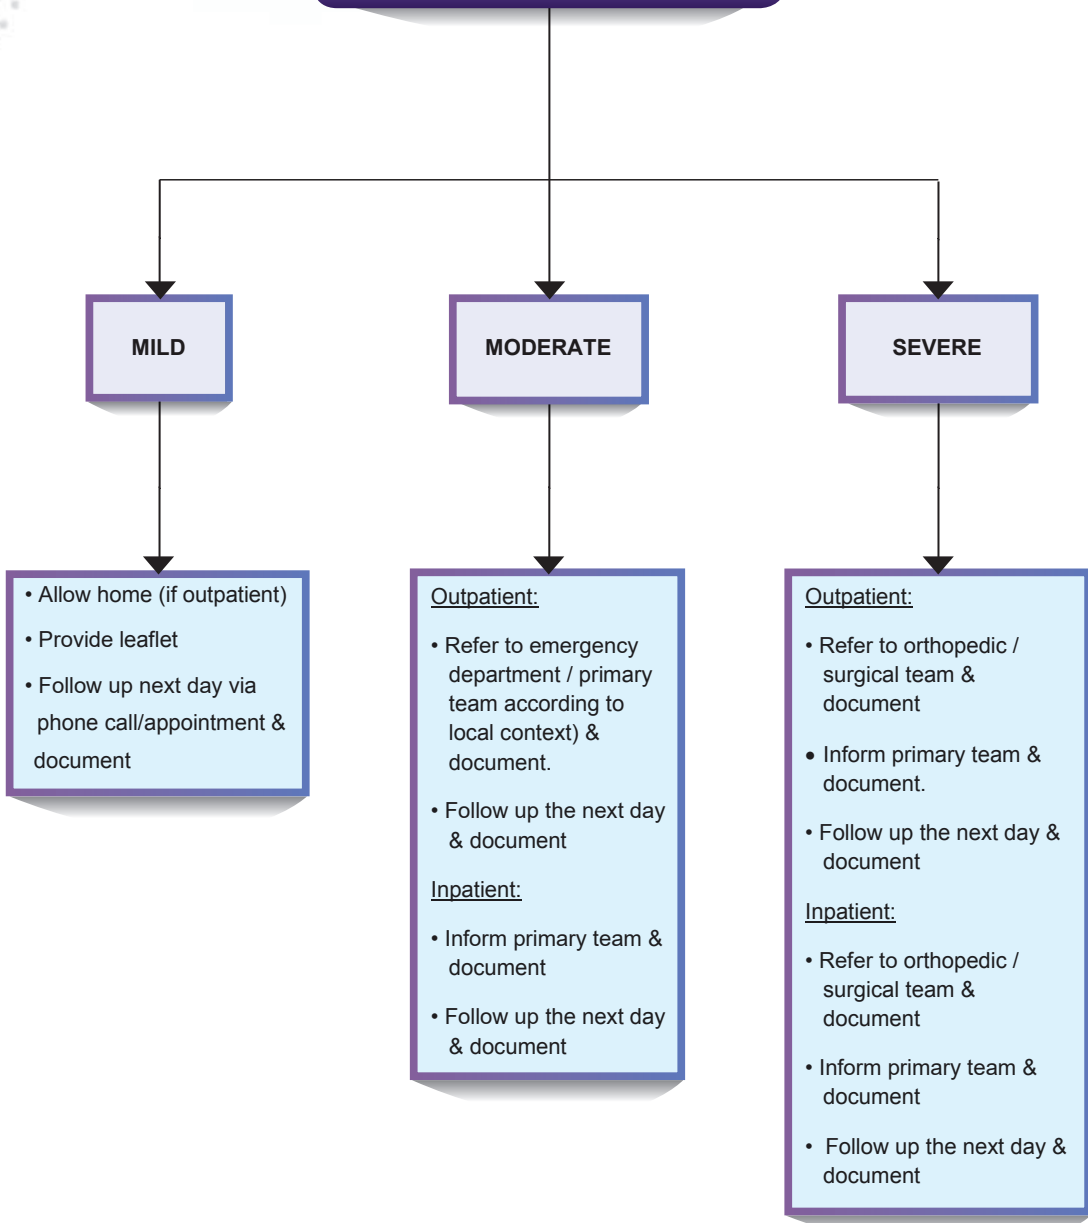 MILD
MODERATE
SEVERE
• Allow home (if outpatient)
• Provide leaflet
• Follow up next day via
phone call/appointment &
document
Outpatient:
• Refer to emergency
department / primary
team according to
local context) &
document.
• Follow up the next day
& document
Inpatient:
• Inform primary team &
document
• Follow up the next day
& document
Outpatient:
• Refer to orthopedic /
surgical team &
document
• Inform primary team &
document.
• Follow up the next day &
document
Inpatient:
• Refer to orthopedic /
surgical team &
document
• Inform primary team &
document
• Follow up the next day &
document